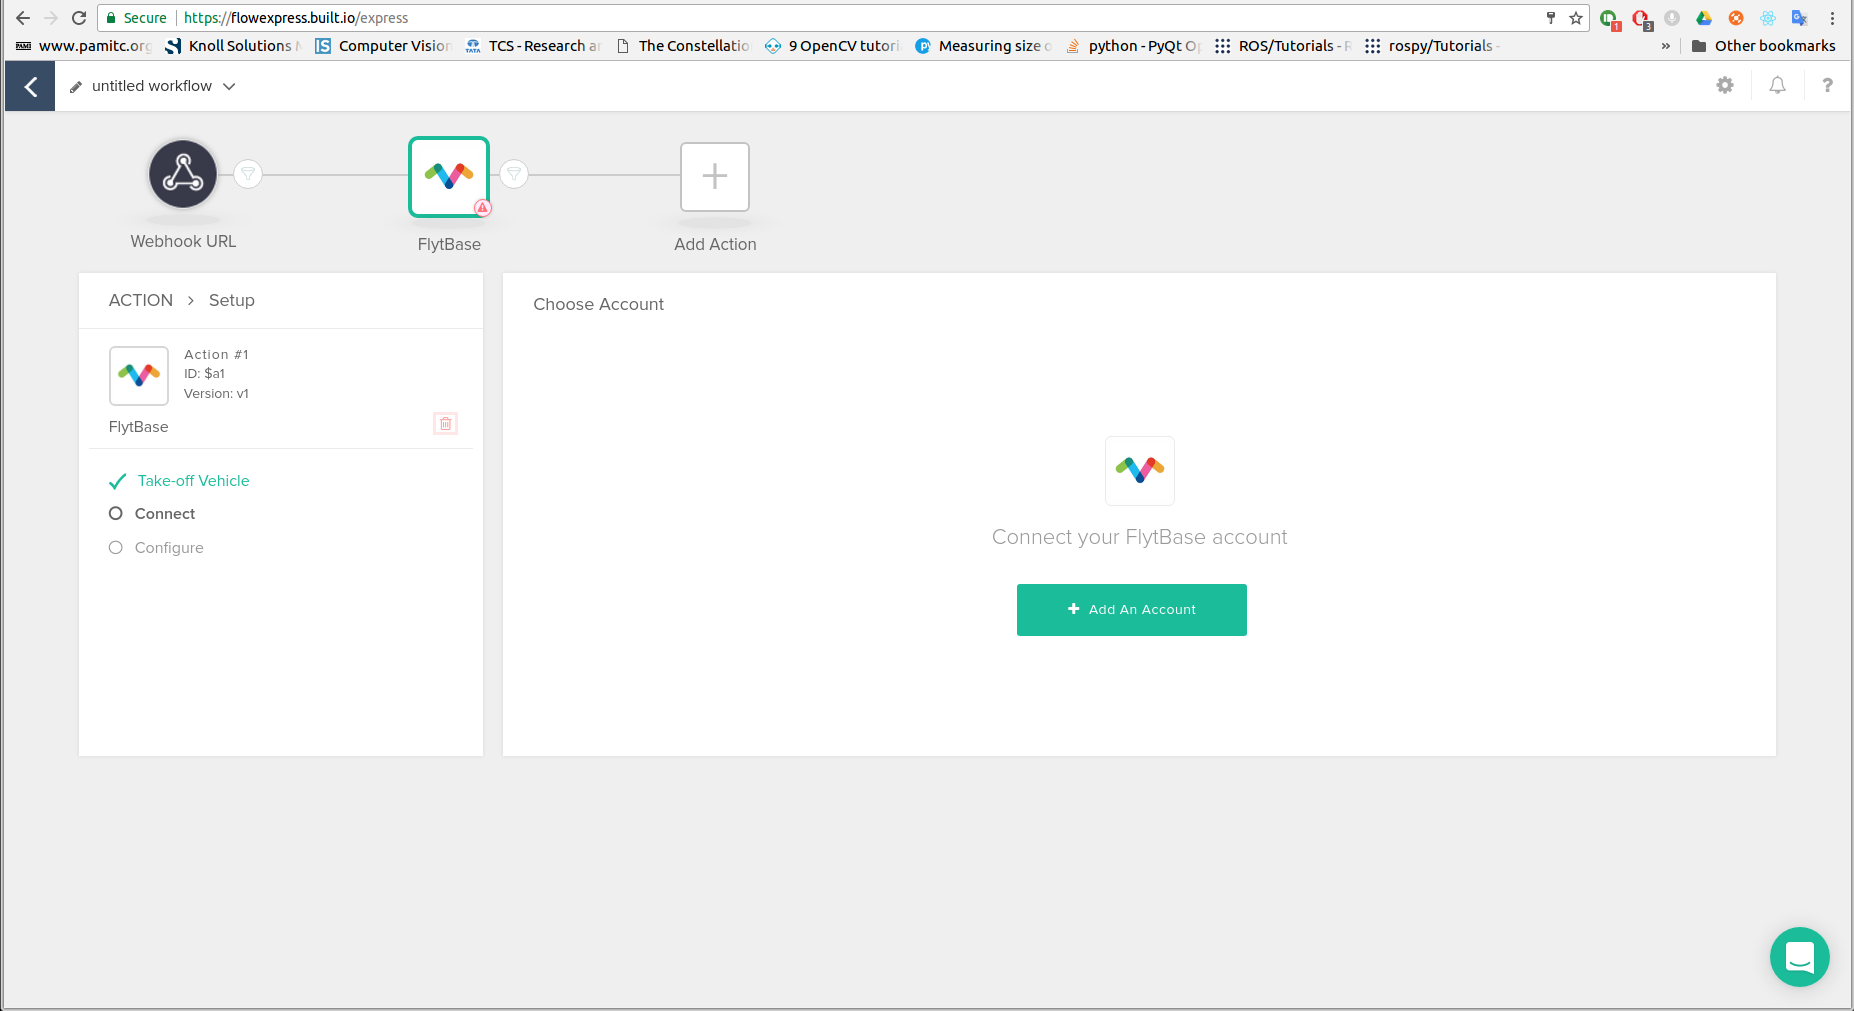 Secure https://flowexpress.built.io/express 1 3
www.pamitc.org Knoll Solutions Computer Vision TCS - Research The Constellatio 9 OpenCV tutori Measuring size python - PyQt ROS/Tutorials - rospy/Tutorials - » Other bookmarks
untitled workflow ?
Webhook URL
FlytBase
Add Action
ACTION > Setup
Action #1
ID: $a1
Version: v1
FlytBase
Take-off Vehicle
Connect
Configure
Choose Account
Connect your FlytBase account
+ Add An Account